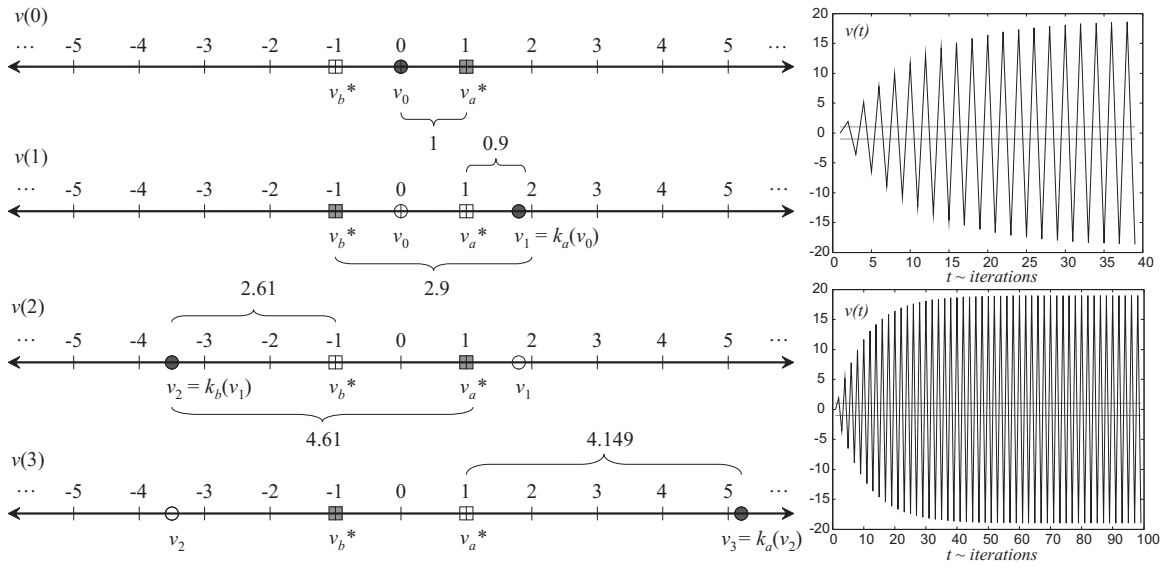 v(0)
... -5 -4 -3 -2 -1 0 1 2 3 4 5 ...
v_b* v_0 v_a*
1
v(1)
0.9
... -5 -4 -3 -2 -1 0 1 2 3 4 5 ...
v_b* v_0 v_a* v_1 = k_a(v_0)
2.9
v(2)
2.61
... -5 -4 -3 -2 -1 0 1 2 3 4 5 ...
v_2 = k_b(v_1) v_b* v_a* v_1
4.61
v(3)
4.149
... -5 -4 -3 -2 -1 0 1 2 3 4 5 ...
v_2 v_b* v_a* v_3 = k_a(v_2)
v(t)
20
15
10
5
0
-5
-10
-15
-20
0 5 10 15 20 25 30 35 40
t ~ iterations
v(t)
20
15
10
5
0
-5
-10
-15
-20
0 10 20 30 40 50 60 70 80 90 100
t ~ iterations